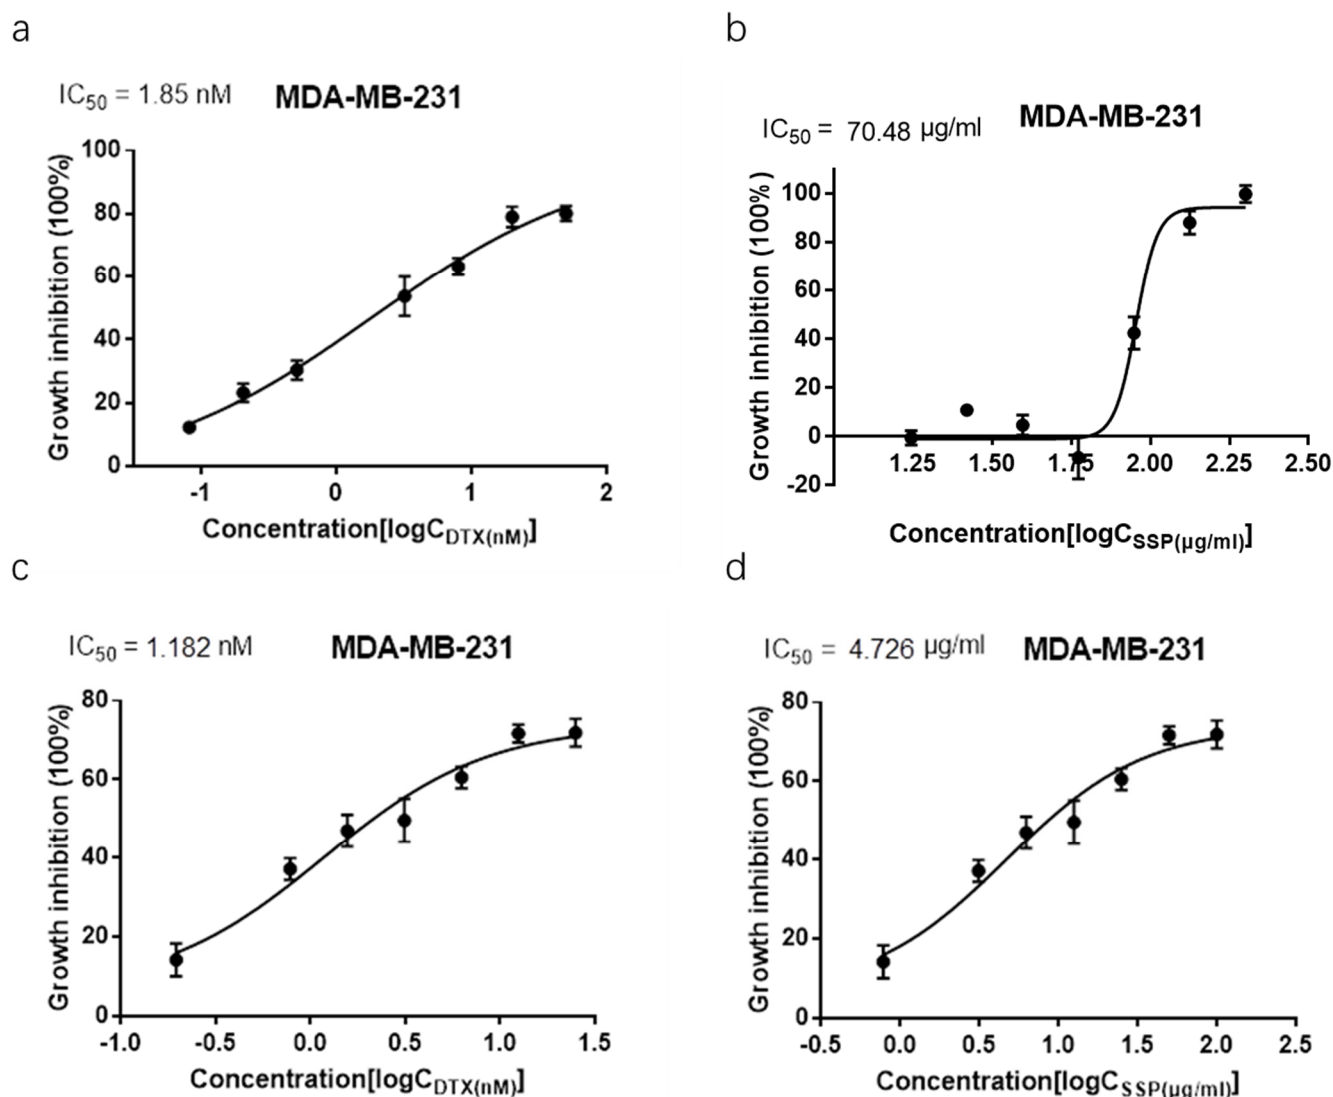 a
IC50 = 1.85 nM
MDA-MB-231
Growth inhibition (100%)
100
80
60
40
20
0
-1
0
1
2
Concentration[logCDTX(nM)]
b
IC50 = 70.48 µg/ml
MDA-MB-231
Growth inhibition (100%)
100
80
60
40
20
0
-20
1.25
1.50
1.75
2.00
2.25
2.50
Concentration[logCSSP(µg/ml)]
c
IC50 = 1.182 nM
MDA-MB-231
Growth inhibition (100%)
80
60
40
20
0
-1.0
-0.5
0.0
0.5
1.0
1.5
Concentration[logCDTX(nM)]
d
IC50 = 4.726 µg/ml
MDA-MB-231
Growth inhibition (100%)
80
60
40
20
0
-0.5
0.0
0.5
1.0
1.5
2.0
2.5
Concentration[logCSSP(µg/ml)]